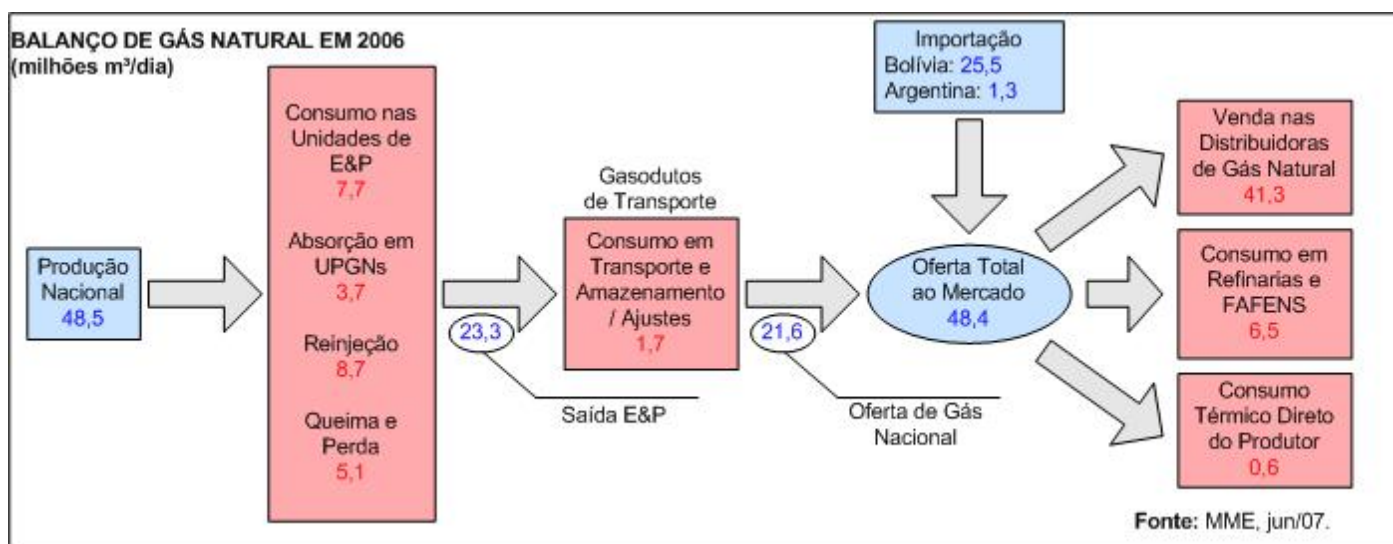 BALANÇO DE GÁS NATURAL EM 2006
(milhões m³/dia)
Produção
Nacional
48,5
Consumo nas
Unidades de
E&P
7,7
Absorção em
UPGNs
3,7
Reinjeção
8,7
Queima e
Perda
5,1
23,3
Saída E&P
Gasodutos
de Transporte
Consumo em
Transporte e
Amazenamento
/ Ajustes
1,7
21,6
Oferta de Gás
Nacional
Importação
Bolívia: 25,5
Argentina: 1,3
Oferta Total
ao Mercado
48,4
Venda nas
Distribuidoras
de Gás Natural
41,3
Consumo em
Refinarias e
FAFENS
6,5
Consumo
Térmico Direto
do Produtor
0,6
Fonte: MME, jun/07.